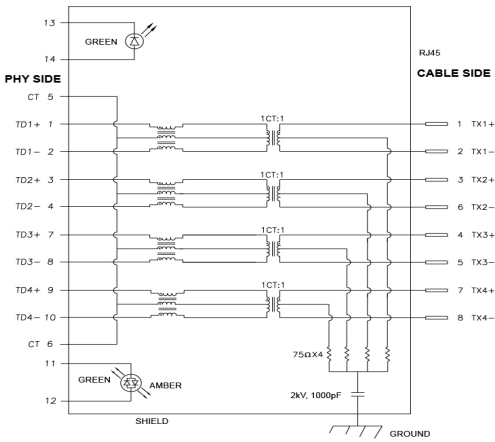 13
GREEN
14
RJ45
PHY SIDE
CABLE SIDE
CT 5
1CT:1
TD1+ 1
1 TX1+
TD1- 2
2 TX1-
1CT:1
TD2+ 3
3 TX2+
TD2- 4
6 TX2-
1CT:1
TD3+ 7
4 TX3+
TD3- 8
5 TX3-
1CT:1
TD4+ 9
7 TX4+
TD4- 10
8 TX4-
CT 6
75ΩX4
11
GREEN
AMBER
2kV, 1000pF
12
SHIELD
GROUND